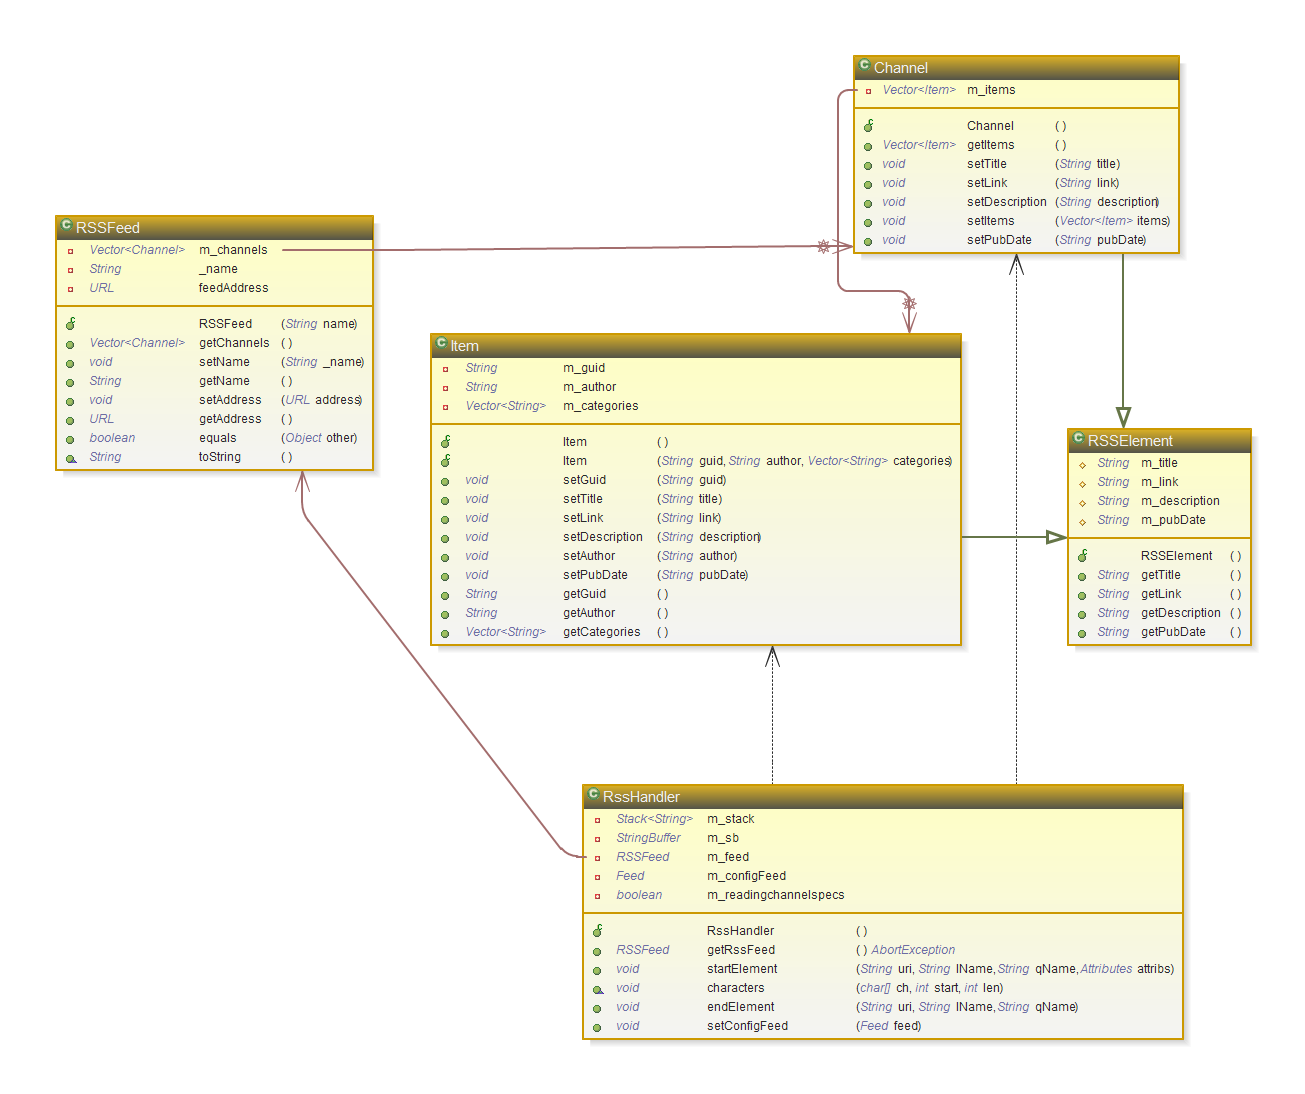 C Channel
Vector<Item> m_items
Channel ( )
Vector<Item> getItems ( )
void setTitle (String title)
void setLink (String link)
void setDescription (String description)
void setItems (Vector<Item> items)
void setPubDate (String pubDate)
C RSSFeed
Vector<Channel> m_channels
String _name
URL feedAddress
RSSFeed (String name)
Vector<Channel> getChannels ( )
void setName (String _name)
String getName ( )
void setAddress (URL address)
URL getAddress ( )
boolean equals (Object other)
String toString ( )
C Item
String m_guid
String m_author
Vector<String> m_categories
Item ( )
Item (String guid, String author, Vector<String> categories)
void setGuid (String guid)
void setTitle (String title)
void setLink (String link)
void setDescription (String description)
void setAuthor (String author)
void setPubDate (String pubDate)
String getGuid ( )
String getAuthor ( )
Vector<String> getCategories ( )
C RSSElement
String m_title
String m_link
String m_description
String m_pubDate
RSSElement ( )
String getTitle ( )
String getLink ( )
String getDescription ( )
String getPubDate ( )
C RssHandler
Stack<String> m_stack
StringBuffer m_sb
RSSFeed m_feed
Feed m_configFeed
boolean m_readingchannelspecs
RssHandler ( )
RSSFeed getRssFeed ( ) AbortException
void startElement (String uri, String lName, String qName, Attributes attribs)
void characters (char[] ch, int start, int len)
void endElement (String uri, String lName, String qName)
void setConfigFeed (Feed feed)